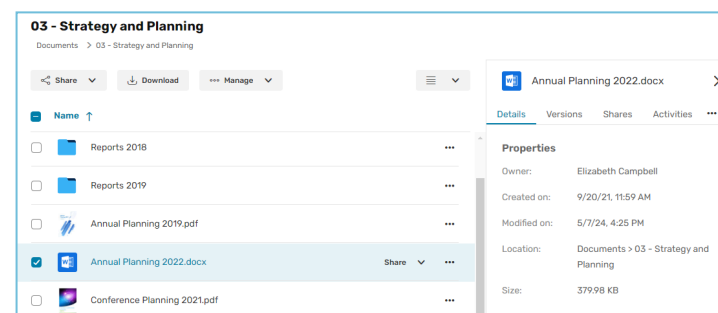 03 - Strategy and Planning
Documents > 03 - Strategy and Planning
Share Download Manage
Name ↑
Reports 2018
Reports 2019
Annual Planning 2019.pdf
Annual Planning 2022.docx Share
Conference Planning 2021.pdf
Annual Planning 2022.docx
Details Versions Shares Activities
Properties
Owner: Elizabeth Campbell
Created on: 9/20/21, 11:59 AM
Modified on: 5/7/24, 4:25 PM
Location: Documents > 03 - Strategy and
Planning
Size: 379.98 KB